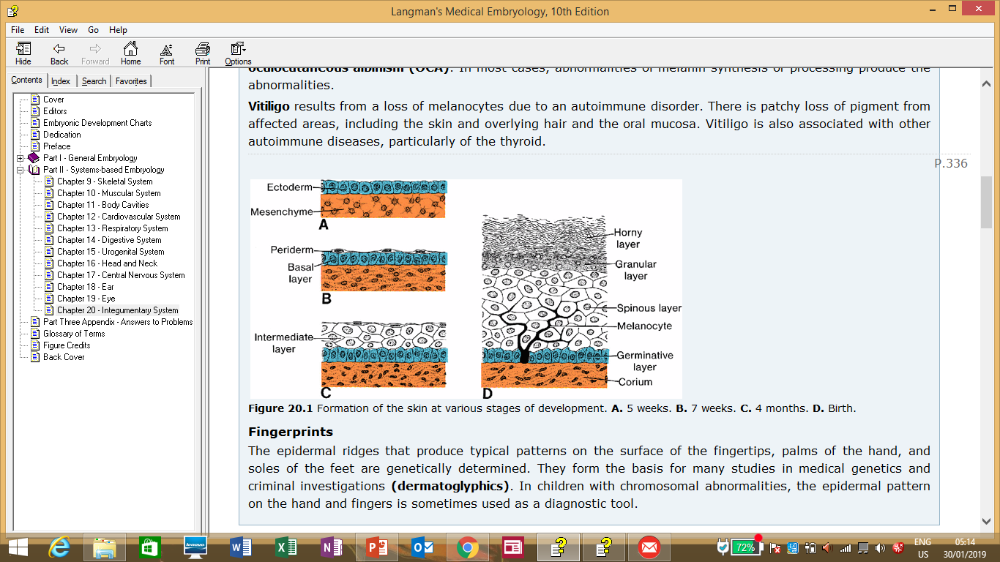 Langman's Medical Embryology, 10th Edition
File Edit View Go Help
Hide Back Forward Home Font Print Options
Contents Index Search Favorites
Cover
Editors
Embryonic Development Charts
Dedication
Preface
Part I - General Embryology
Part II - Systems-based Embryology
Chapter 9 - Skeletal System
Chapter 10 - Muscular System
Chapter 11 - Body Cavities
Chapter 12 - Cardiovascular System
Chapter 13 - Respiratory System
Chapter 14 - Digestive System
Chapter 15 - Urogenital System
Chapter 16 - Head and Neck
Chapter 17 - Central Nervous System
Chapter 18 - Ear
Chapter 19 - Eye
Chapter 20 - Integumentary System
Part Three Appendix - Answers to Problems
Glossary of Terms
Figure Credits
Back Cover
oculocutaneous albinism (OCA). In most cases, abnormalities of melanin synthesis or processing produce the
abnormalities.
Vitiligo results from a loss of melanocytes due to an autoimmune disorder. There is patchy loss of pigment from
affected areas, including the skin and overlying hair and the oral mucosa. Vitiligo is also associated with other
autoimmune diseases, particularly of the thyroid.
P.336
Ectoderm
Mesenchyme
A
Periderm
Basal
layer
B
Intermediate
layer
C
Horny
layer
Granular
layer
Spinous layer
Melanocyte
Germinative
layer
Corium
D
Figure 20.1 Formation of the skin at various stages of development. A. 5 weeks. B. 7 weeks. C. 4 months. D. Birth.
Fingerprints
The epidermal ridges that produce typical patterns on the surface of the fingertips, palms of the hand, and
soles of the feet are genetically determined. They form the basis for many studies in medical genetics and
criminal investigations (dermatoglyphics). In children with chromosomal abnormalities, the epidermal pattern
on the hand and fingers is sometimes used as a diagnostic tool.
lenovo
72%
ENG
US
05:14
30/01/2019